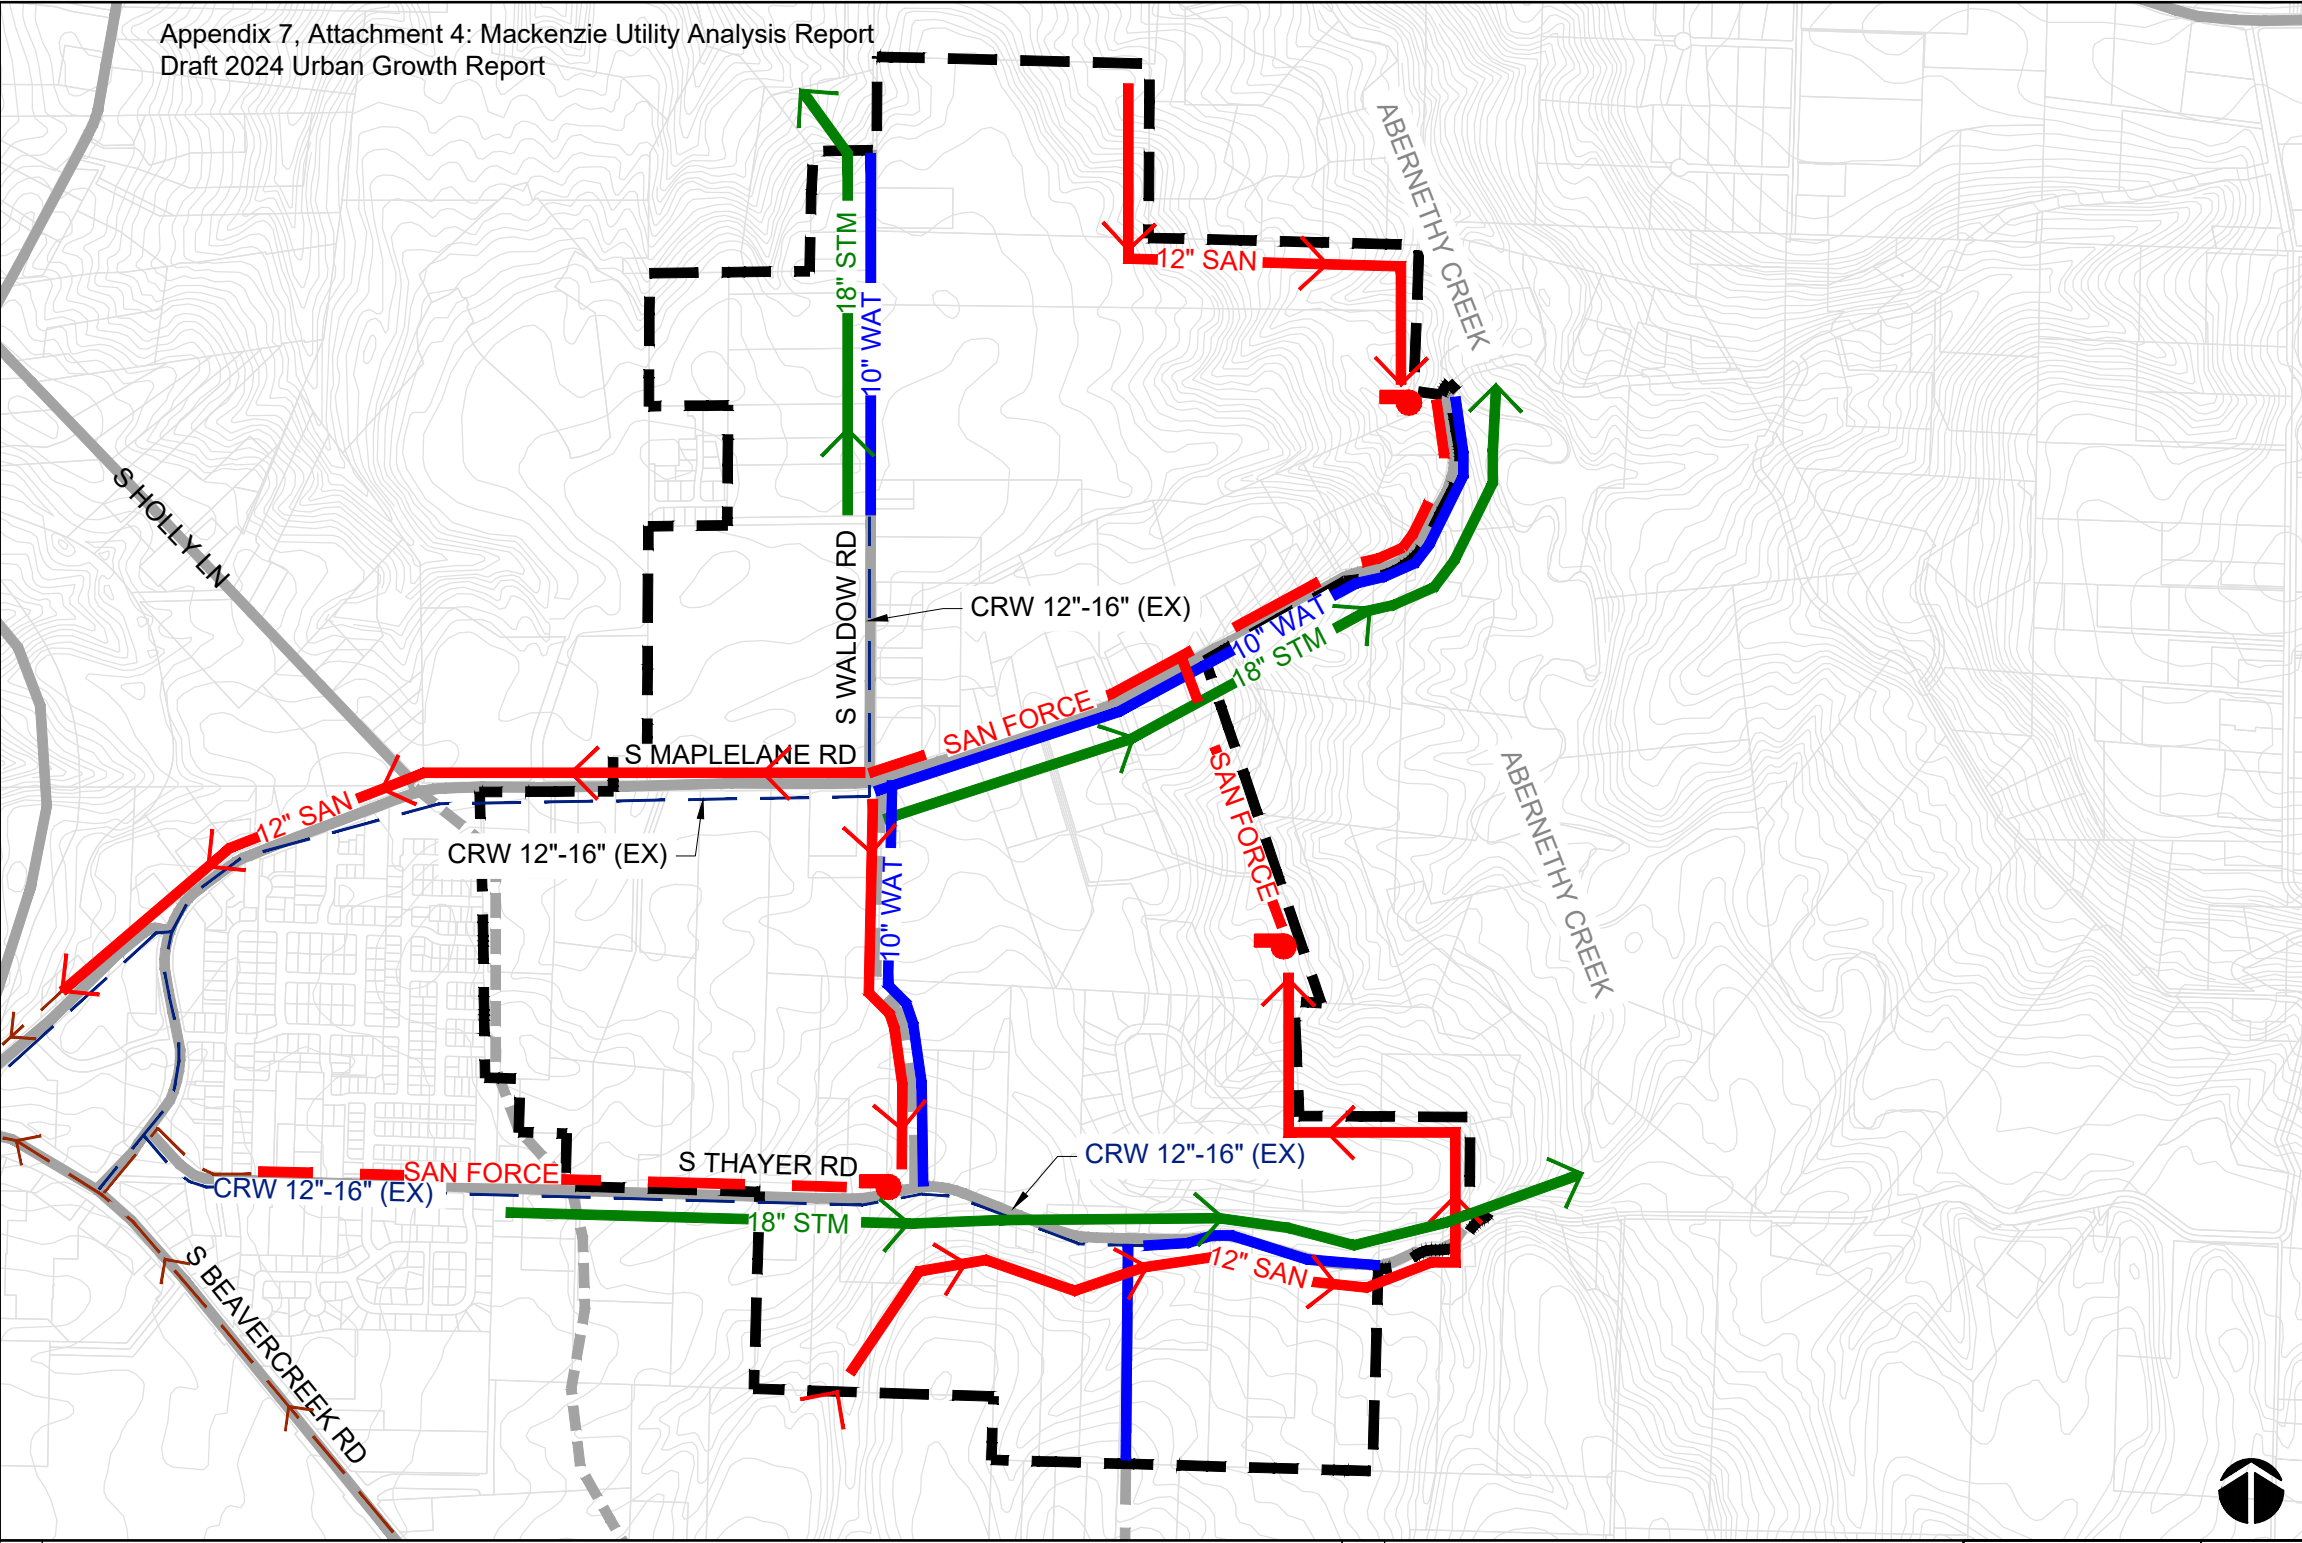 Appendix 7, Attachment 4: Mackenzie Utility Analysis Report
Draft 2024 Urban Growth Report
ABERNETHY CREEK
18" STM
12" SAN
10" WAT
S HOLLY LN
S WALDOW RD
CRW 12"-16" (EX)
10" WAT
18" STM
SAN FORCE
S MAPLELANE RD
SAN FORCE
ABERNETHY CREEK
12" SAN
CRW 12"-16" (EX)
10" WAT
CRW 12"-16" (EX)
S THAYER RD
SAN FORCE
CRW 12"-16" (EX)
18" STM
12" SAN
S BEAVERCREEK RD